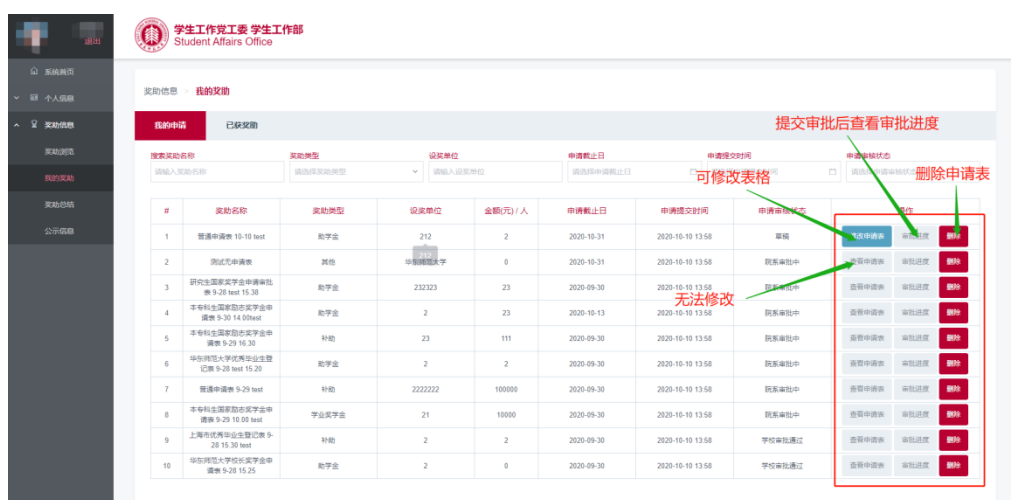 退出
学生工作党工委 学生工作部
Student Affairs Office
系统首页
个人信息
奖助信息
奖助浏览
我的奖助
奖助总结
公示信息
奖助信息 > 我的奖助
我的申请 已获奖助
提交审批后查看审批进度
搜索奖助名称 奖助类型 设奖单位 申请截止日 申请提交时间 申请审核状态
请输入奖助名称 请选择奖助类型 请输入设奖单位 请选择申请截止日
可修改表格
删除申请表
# 奖助名称 奖助类型 设奖单位 金额(元) / 人 申请截止日 申请提交时间 申请审核状态 操作
1 普通申请表 10-10 test 助学金 212 2 2020-10-31 2020-10-10 13:58 草稿 修改申请表 审批进度 删除
212
2 测试无申请表 其他 华东师范大学 0 2020-10-31 2020-10-10 13:58 院系审批中 查看申请表 审批进度 删除
3 研究生国家奖学金申请审批表 9-28 test 15.38 助学金 232323 23 2020-09-30 2020-10-10 13:58 院系审批中 查看申请表 审批进度 删除
无法修改
4 本专科生国家励志奖学金申请表 9-30 14.00test 助学金 2 23 2020-10-13 2020-10-10 13:58 院系审批中 查看申请表 审批进度 删除
5 本专科生国家励志奖学金申请表 9-29 16.30 补助 23 111 2020-09-30 2020-10-10 13:58 院系审批中 查看申请表 审批进度 删除
6 华东师范大学优秀毕业生登记表 9-28 test 15.20 助学金 2 2 2020-09-30 2020-10-10 13:58 院系审批中 查看申请表 审批进度 删除
7 普通申请表 9-29 test 补助 2222222 100000 2020-09-30 2020-10-10 13:58 院系审批中 查看申请表 审批进度 删除
8 本专科生国家励志奖学金申请表 9-29 10.00 test 学业奖学金 21 10000 2020-09-30 2020-10-10 13:58 院系审批中 查看申请表 审批进度 删除
9 上海市优秀毕业生登记表 9-28 15.30 test 补助 2 2 2020-09-30 2020-10-10 13:58 学校审批通过 查看申请表 审批进度 删除
10 华东师范大学校长奖学金申请表 9-28 15.25 助学金 2 0 2020-09-30 2020-10-10 13:58 学校审批通过 查看申请表 审批进度 删除